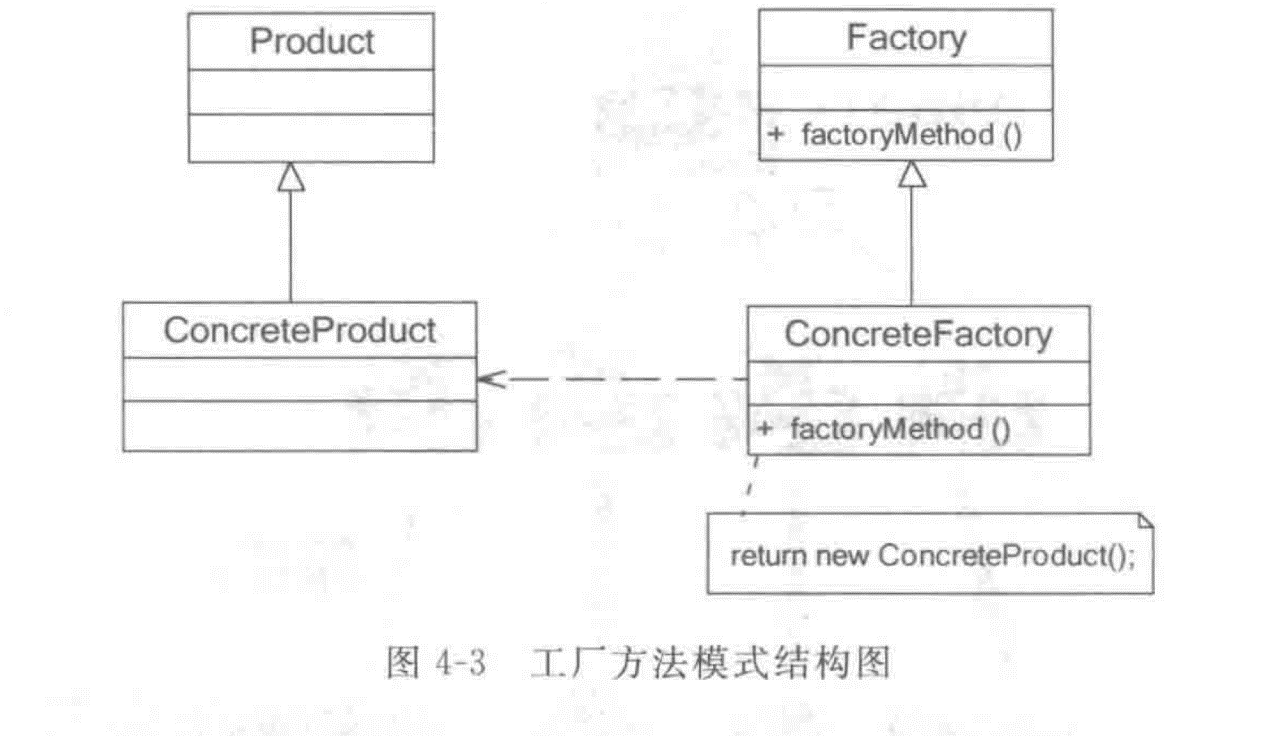 Product
Factory
+ factoryMethod ()
ConcreteProduct
ConcreteFactory
+ factoryMethod ()
return new ConcreteProduct();
图 4-3 工厂方法模式结构图